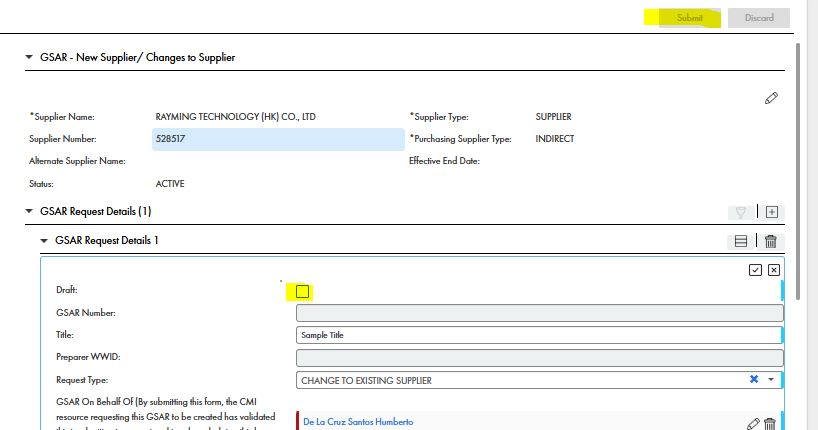 Submit
Discard
GSAR - New Supplier/ Changes to Supplier
*Supplier Name: RAYMING TECHNOLOGY (HK) CO., LTD *Supplier Type: SUPPLIER
Supplier Number: 528517 *Purchasing Supplier Type: INDIRECT
Alternate Supplier Name: Effective End Date:
Status: ACTIVE
GSAR Request Details (1)
GSAR Request Details 1
Draft:
GSAR Number:
Title: Sample Title
Preparer WWID:
Request Type: CHANGE TO EXISTING SUPPLIER
GSAR On Behalf Of (By submitting this form, the CMI
resource requesting this GSAR to be created has validated
De La Cruz Santos Humberto